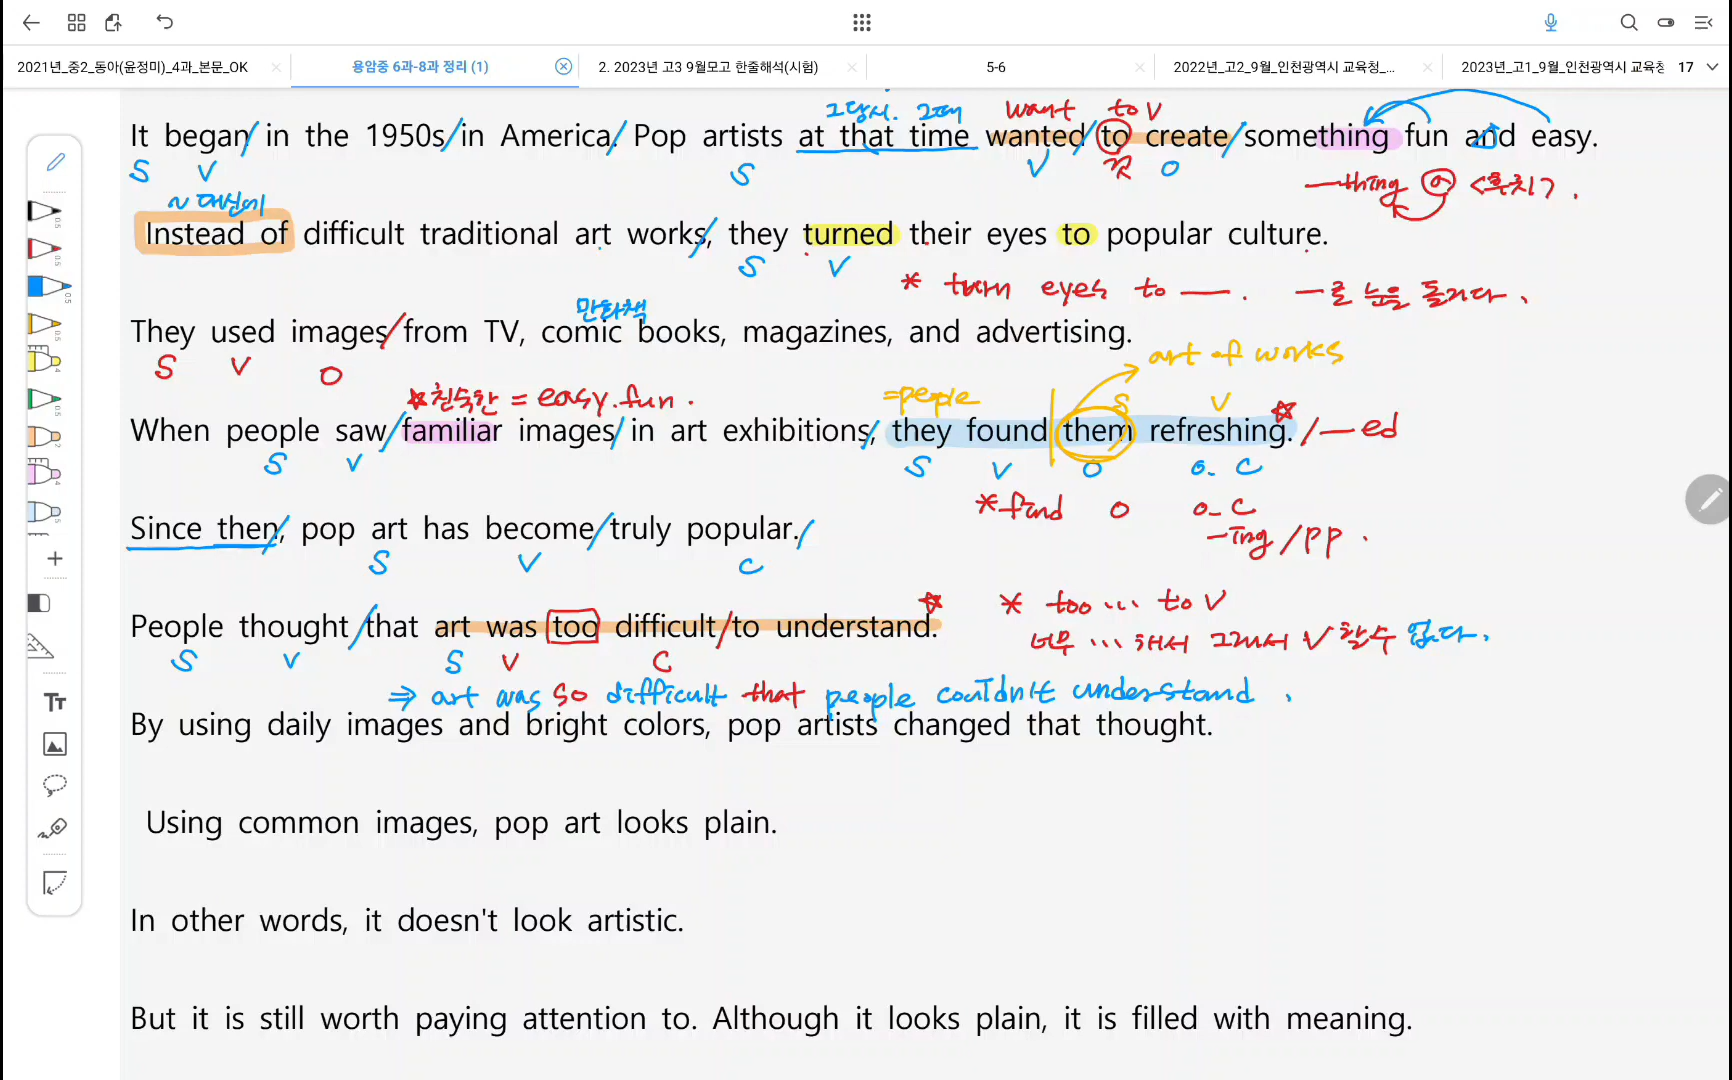 2021년_중2_동아(윤정미)_4과_본문_OK
용암중 6과-8과 정리 (1)
2. 2023년 고3 9월모고 한줄해석(시험)
5-6
2022년_고2_9월_인천광역시 교육청_...
2023년_고1_9월_인천광역시 교육청
17
그당시. 그때 want to V
It began/ in the 1950s/ in America/ Pop artists at that time wanted/ to create/ something fun and easy.
S V S V 것 O
―thing <후치>.
~ 대신에
Instead of difficult traditional art works/, they turned their eyes to popular culture.
S V
* turn eyes to ―. ―로 눈을 돌리다.
만화책
They used images/ from TV, comic books, magazines, and advertising.
S V O
art of works
친숙한 = easy.fun. =people S V
When people saw/ familiar images/ in art exhibitions/, they found them refreshing. /―ed
S V S V O O.C
*find O O.C
-ing/pp.
Since then/, pop art has become/ truly popular./
S V C
People thought/ that art was too difficult/ to understand.
S V S V C
* too ... to V
너무 ...해서 그래서 V할수 없다.
⇒ art was so difficult that people couldn't understand.
By using daily images and bright colors, pop artists changed that thought.
Using common images, pop art looks plain.
In other words, it doesn't look artistic.
But it is still worth paying attention to. Although it looks plain, it is filled with meaning.